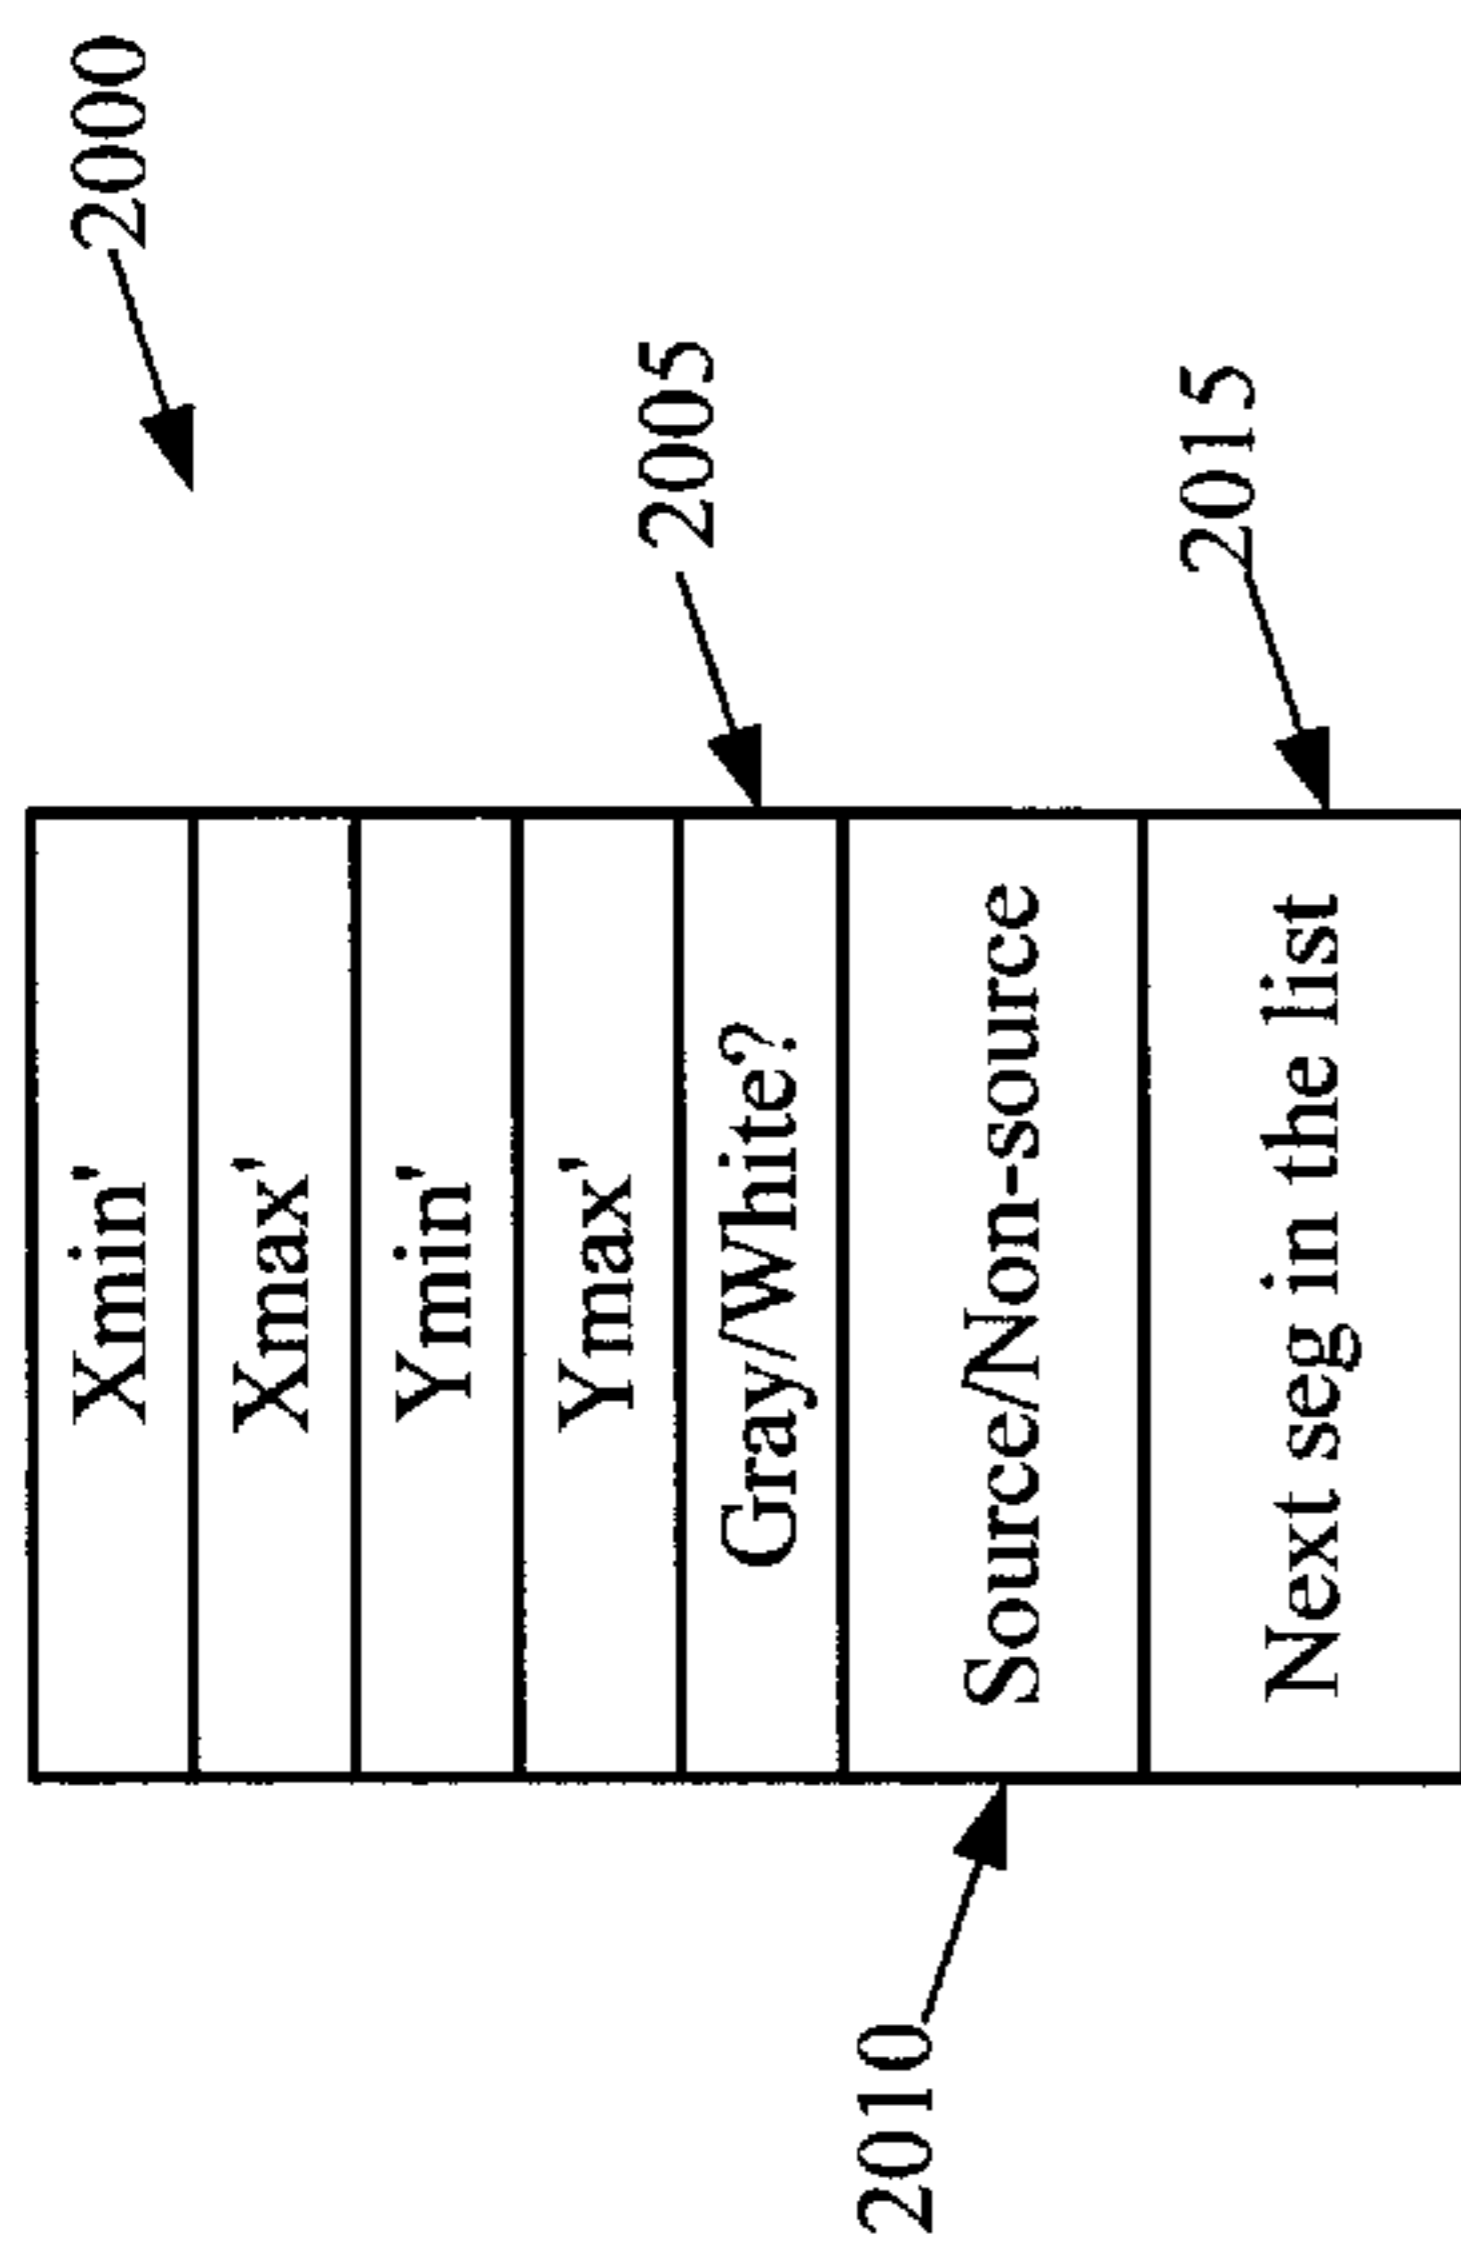 2000
Xmin'
Xmax'
Ymin'
Ymax'
2005
Gray/White?
2010
Source/Non-source
2015
Next seg in the list